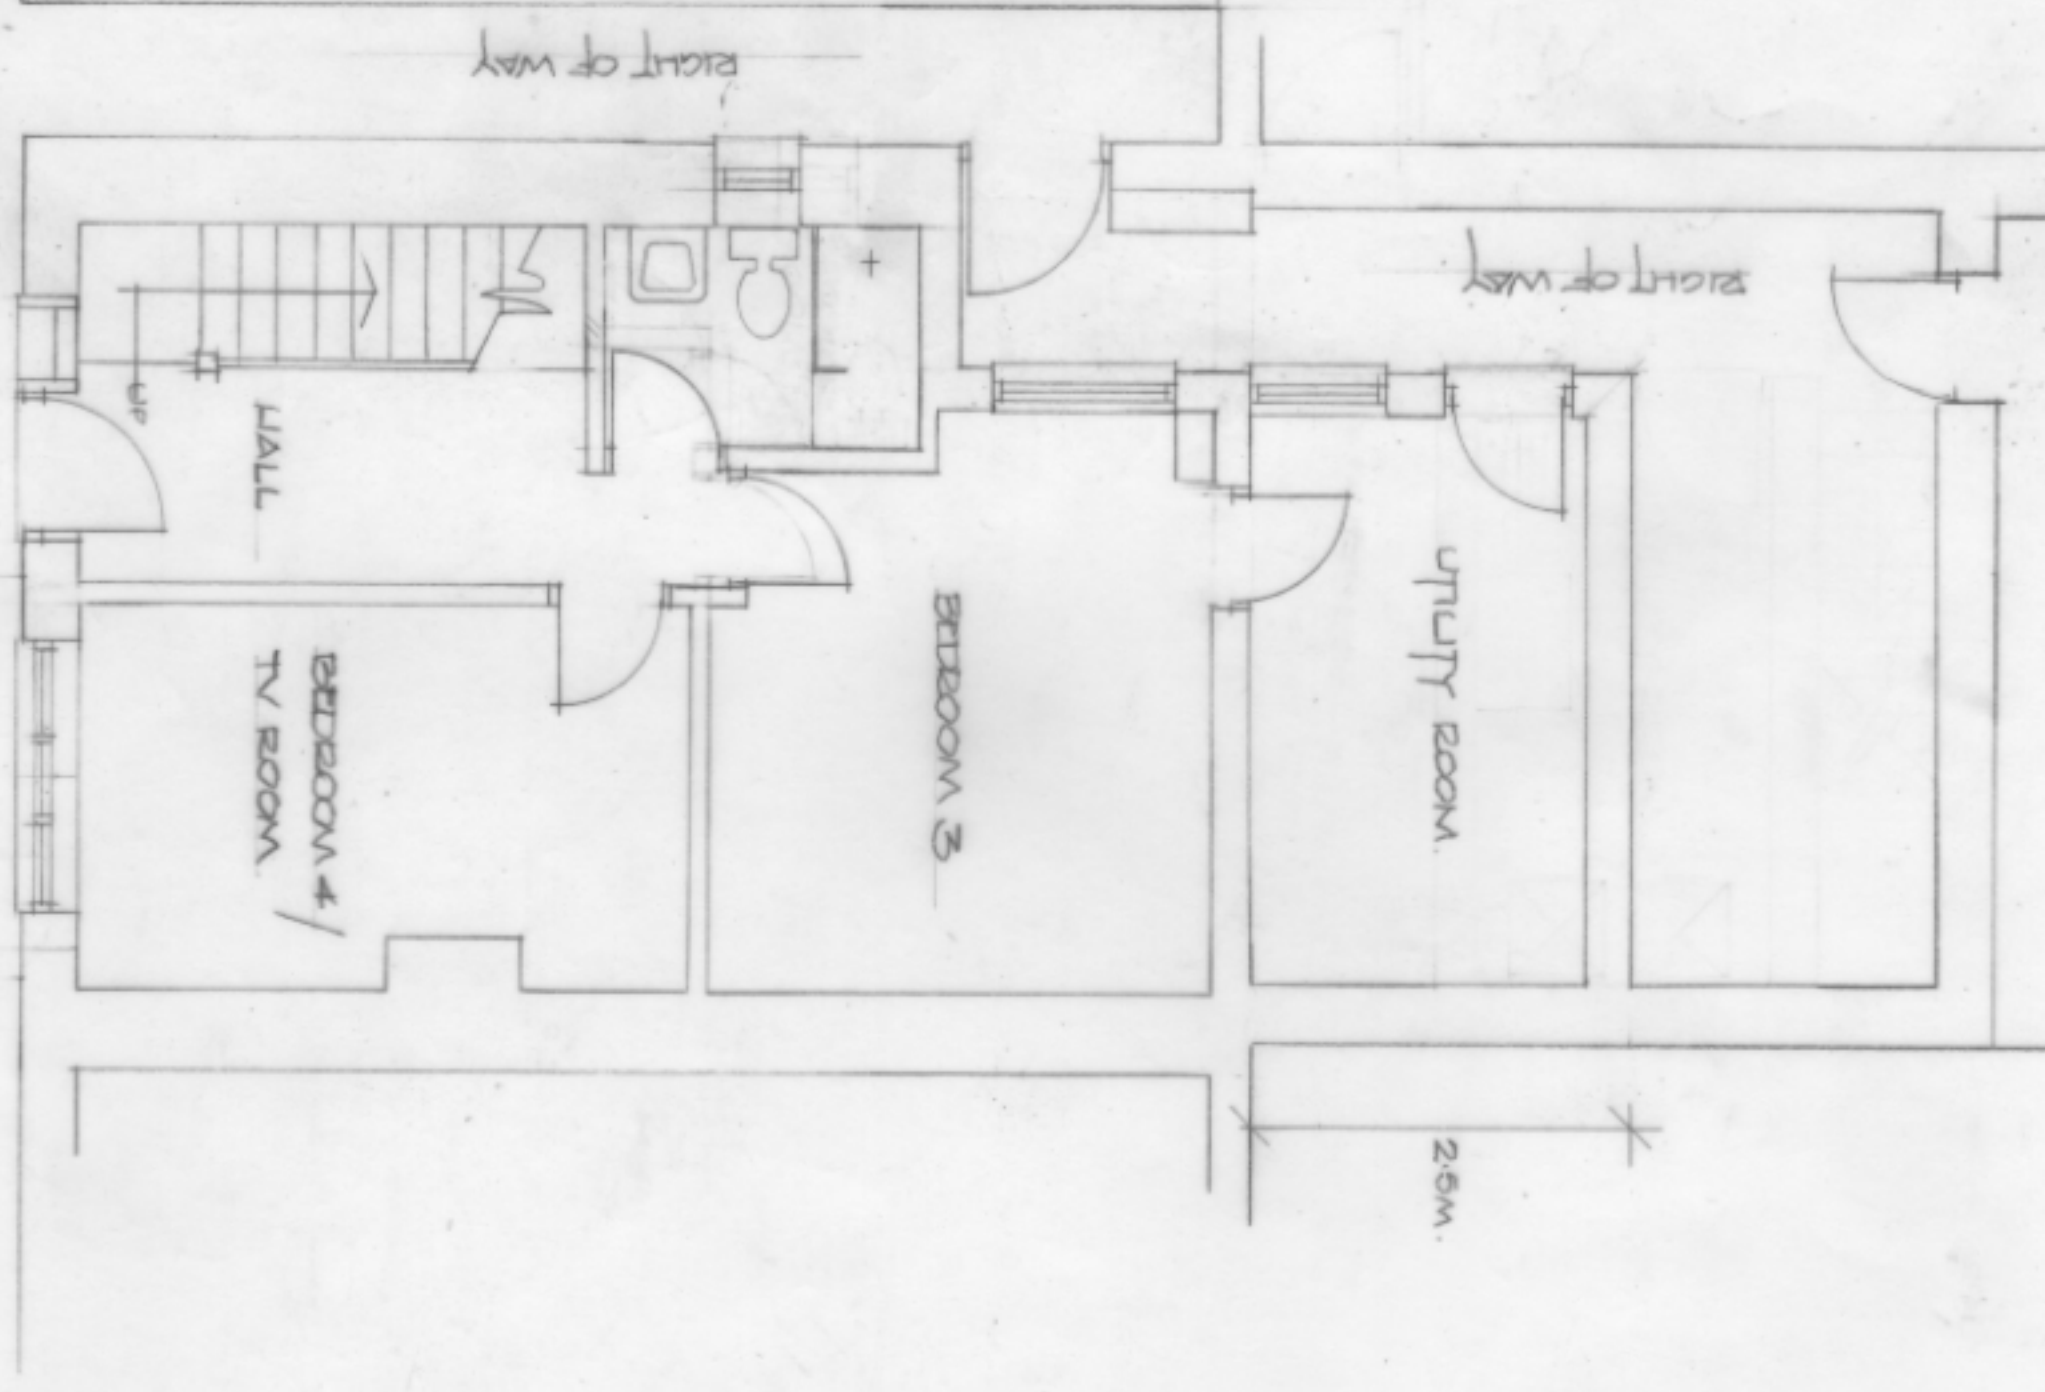 RIGHT OF WAY
RIGHT OF WAY
UP
HALL
BEDROOM 4/
TV ROOM
BEDROOM 3
UTILITY ROOM.
2.5M.